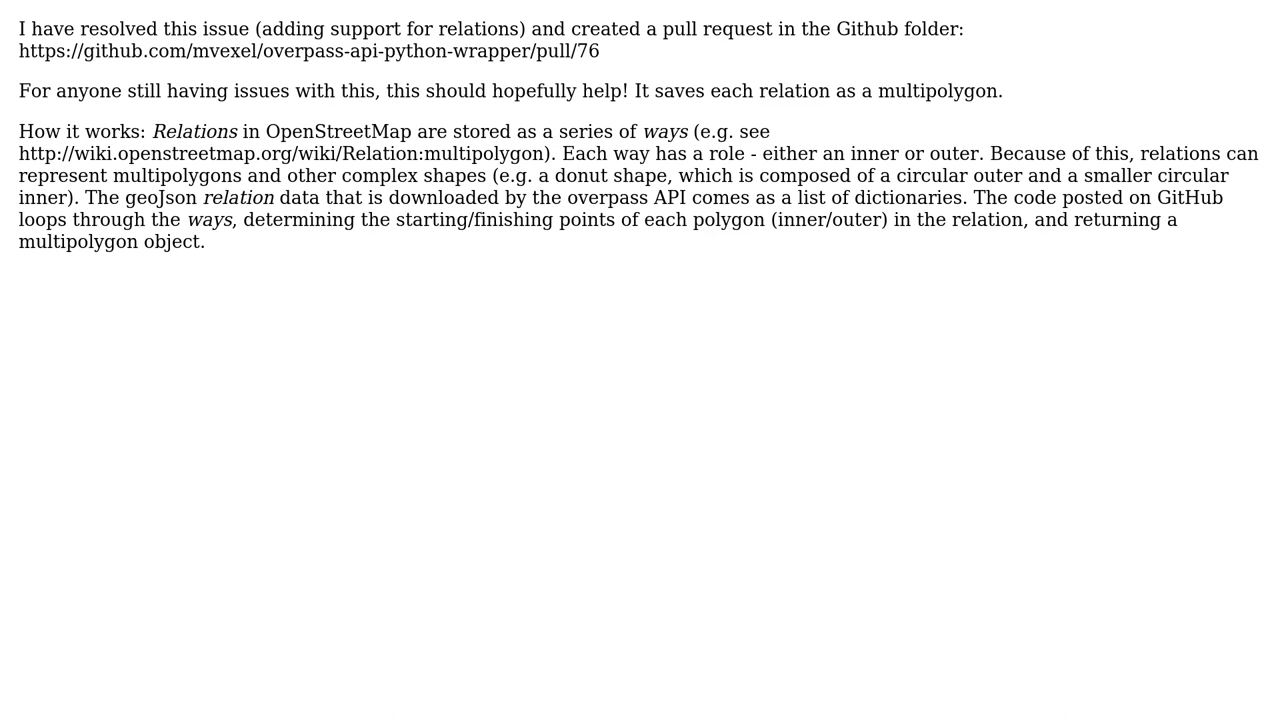 I have resolved this issue (adding support for relations) and created a pull request in the Github folder:
https://github.com/mvexel/overpass-api-python-wrapper/pull/76
For anyone still having issues with this, this should hopefully help! It saves each relation as a multipolygon.
How it works: Relations in OpenStreetMap are stored as a series of ways (e.g. see
http://wiki.openstreetmap.org/wiki/Relation:multipolygon). Each way has a role - either an inner or outer. Because of this, relations can
represent multipolygons and other complex shapes (e.g. a donut shape, which is composed of a circular outer and a smaller circular
inner). The geoJson relation data that is downloaded by the overpass API comes as a list of dictionaries. The code posted on GitHub
loops through the ways, determining the starting/finishing points of each polygon (inner/outer) in the relation, and returning a
multipolygon object.